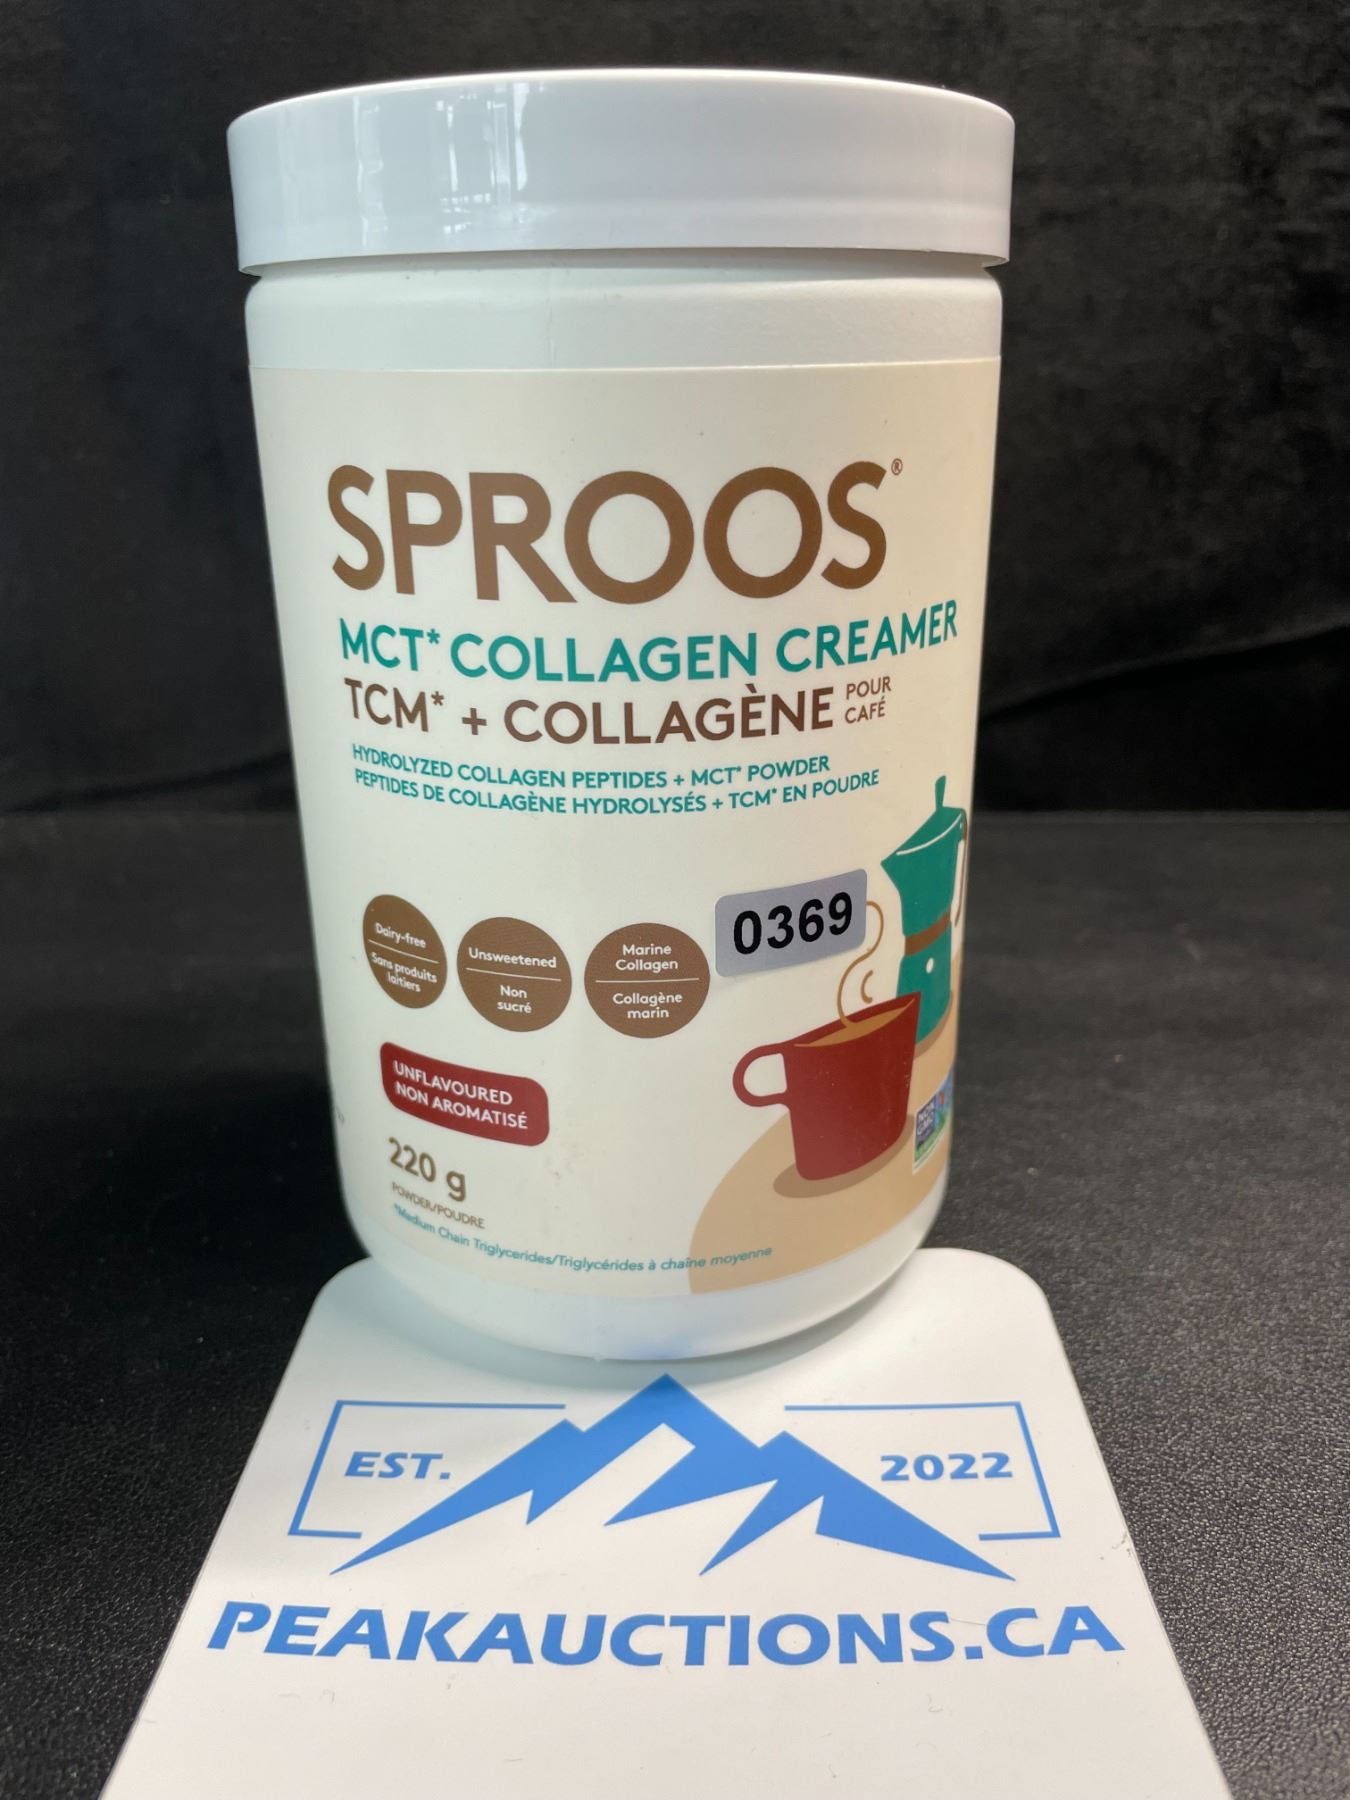 SPROOS®
MCT* COLLAGEN CREAMER
TCM* + COLLAGÈNE POUR CAFÉ
HYDROLYZED COLLAGEN PEPTIDES + MCT* POWDER
PEPTIDES DE COLLAGÈNE HYDROLYSÉS + TCM* EN POUDRE
Dairy-free
Sans produits
laitiers
Unsweetened
Non
sucré
Marine
Collagen
Collagène
marin
0369
UNFLAVOURED
NON AROMATISÉ
NON
GMO
220 g
POWDER/POUDRE
*Medium Chain Triglycerides/Triglycérides à chaîne moyenne
EST. 2022
PEAKAUCTIONS.CA